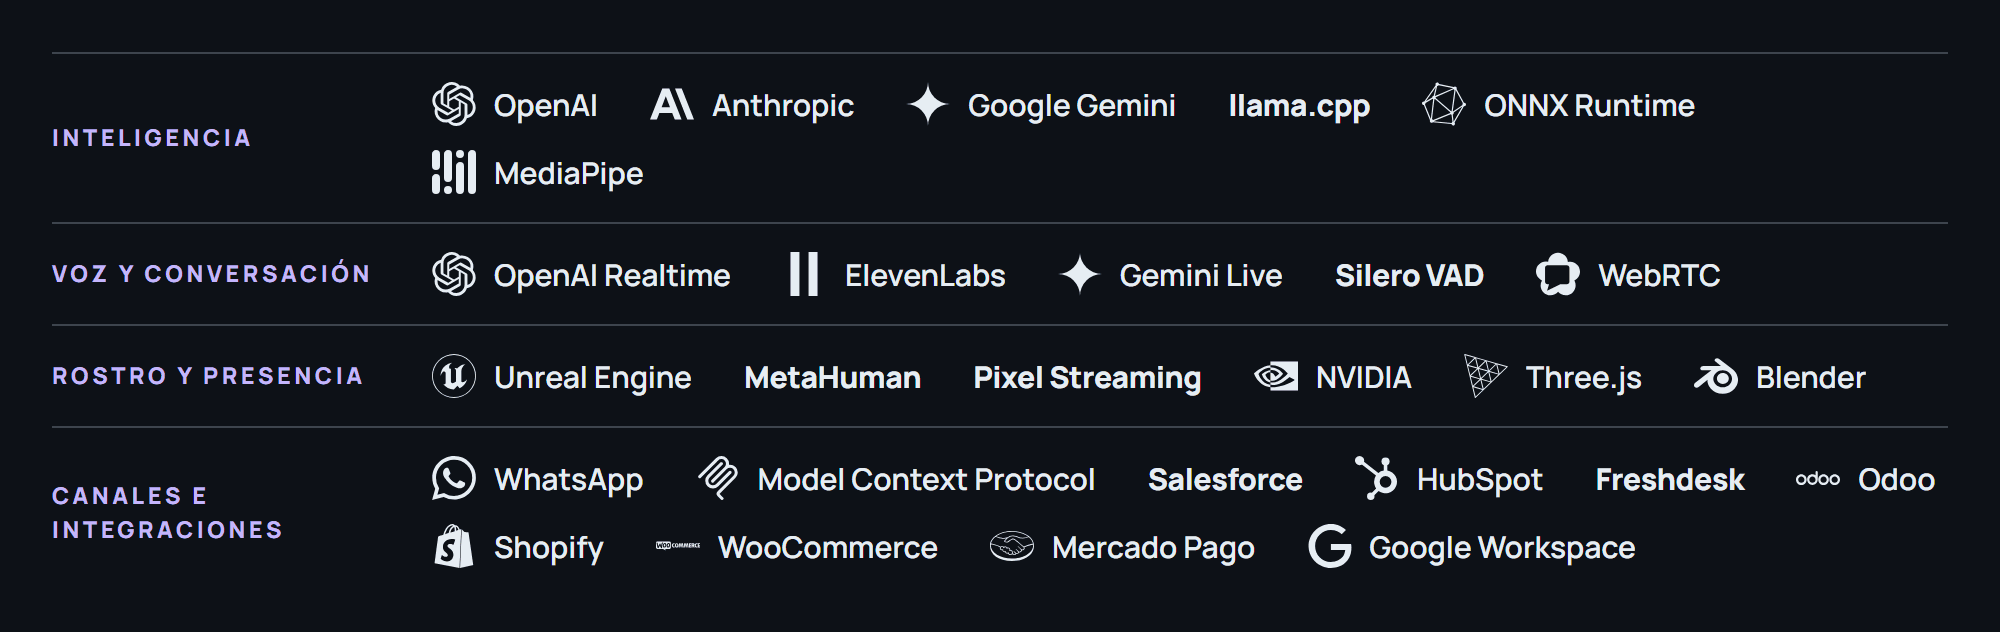 INTELIGENCIA
OpenAI Anthropic Google Gemini llama.cpp ONNX Runtime
MediaPipe
VOZ Y CONVERSACIÓN
OpenAI Realtime ElevenLabs Gemini Live Silero VAD WebRTC
ROSTRO Y PRESENCIA
Unreal Engine MetaHuman Pixel Streaming NVIDIA Three.js Blender
CANALES E
INTEGRACIONES
WhatsApp Model Context Protocol Salesforce HubSpot Freshdesk odoo Odoo
Shopify WOO COMMERCE WooCommerce Mercado Pago Google Workspace